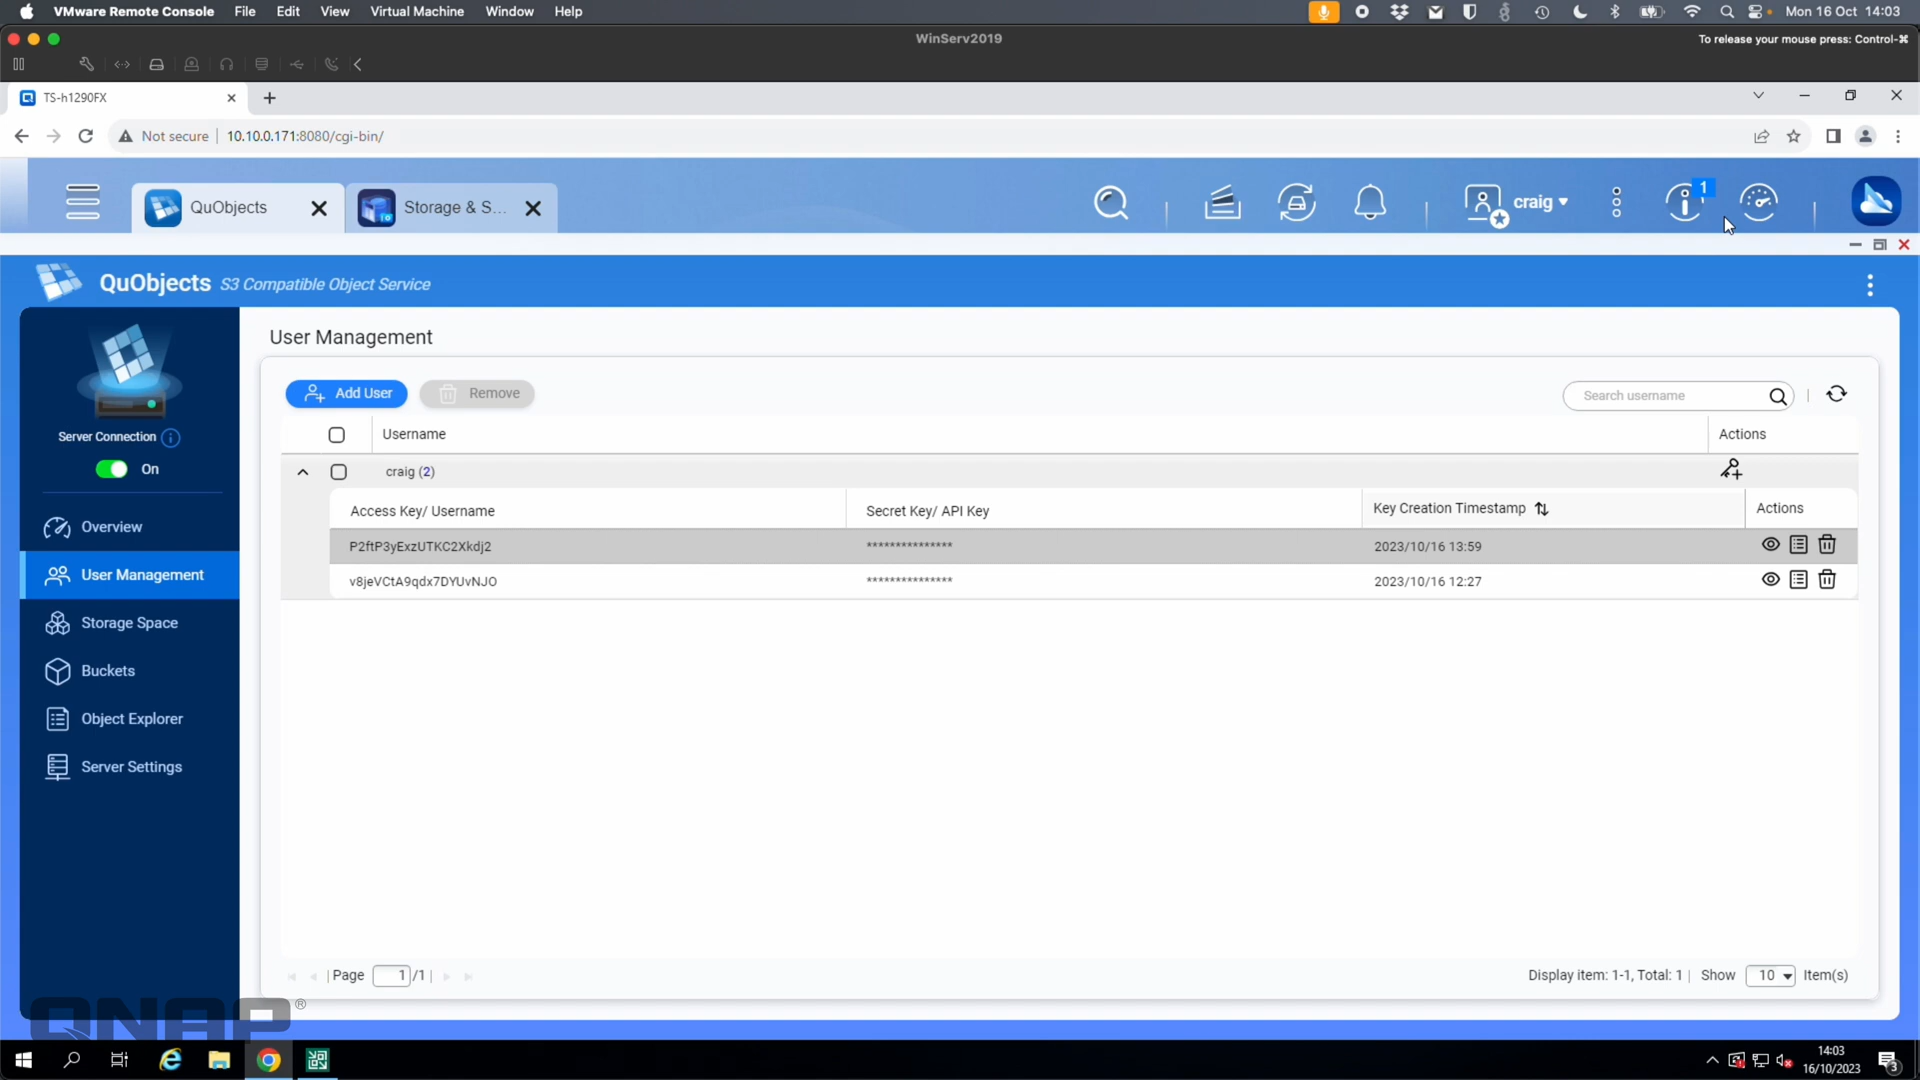 VMware Remote Console File Edit View Virtual Machine Window Help Mon 16 Oct 14:03
WinServ2019 To release your mouse press: Control-⌘
TS-h1290FX
Not secure 10.10.0.171:8080/cgi-bin/
QuObjects Storage & S... craig 1
QuObjects S3 Compatible Object Service
User Management
Add User Remove Search username
Server Connection
On
Username Actions
craig (2)
Access Key/ Username Secret Key/ API Key Key Creation Timestamp Actions
P2ftP3yExzUTKC2Xkdj2 *************** 2023/10/16 13:59
v8jeVCtA9qdx7DYUvNJO *************** 2023/10/16 12:27
Overview
User Management
Storage Space
Buckets
Object Explorer
Server Settings
Page 1 /1 Display item: 1-1, Total: 1 Show 10 Item(s)
QNAP®
14:03
16/10/2023 3